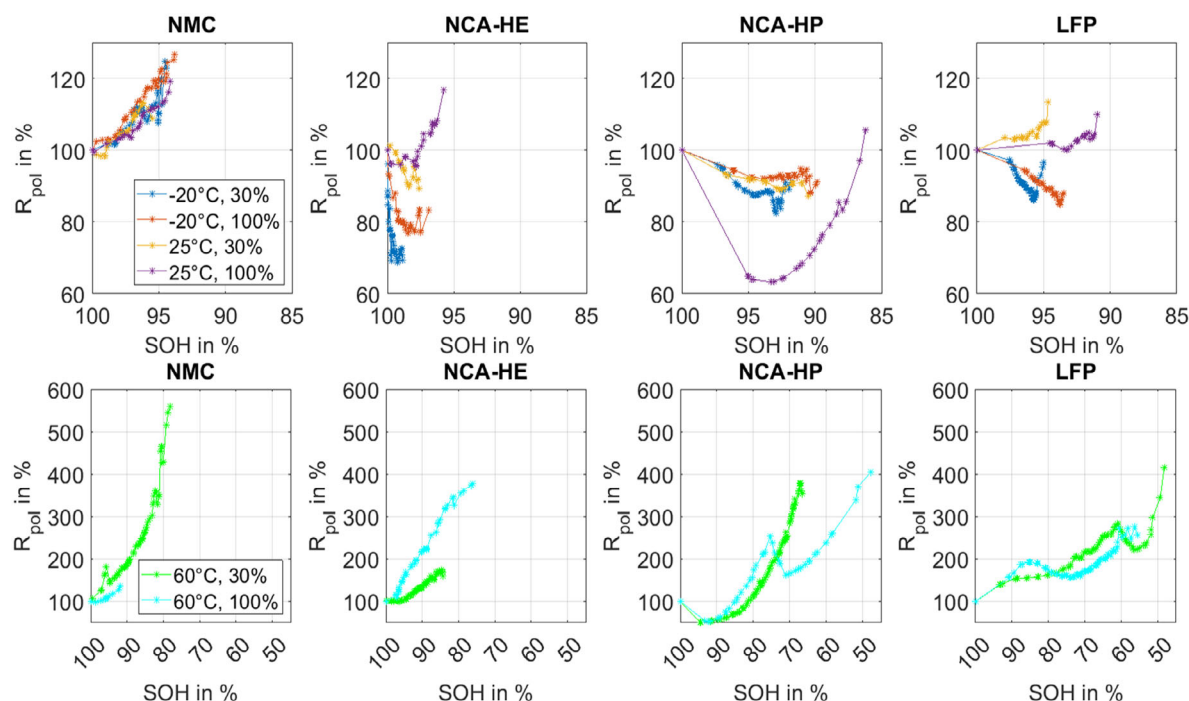 NMC
NCA-HE
NCA-HP
LFP
R_pol in %
120
100
80
60
100
95
90
85
SOH in %
-20°C, 30%
-20°C, 100%
25°C, 30%
25°C, 100%
R_pol in %
120
100
80
60
100
95
90
85
SOH in %
R_pol in %
120
100
80
60
100
95
90
85
SOH in %
R_pol in %
120
100
80
60
100
95
90
85
SOH in %
NMC
NCA-HE
NCA-HP
LFP
R_pol in %
600
500
400
300
200
100
100
90
80
70
60
50
SOH in %
60°C, 30%
60°C, 100%
R_pol in %
600
500
400
300
200
100
100
90
80
70
60
50
SOH in %
R_pol in %
600
500
400
300
200
100
100
90
80
70
60
50
SOH in %
R_pol in %
600
500
400
300
200
100
100
90
80
70
60
50
SOH in %